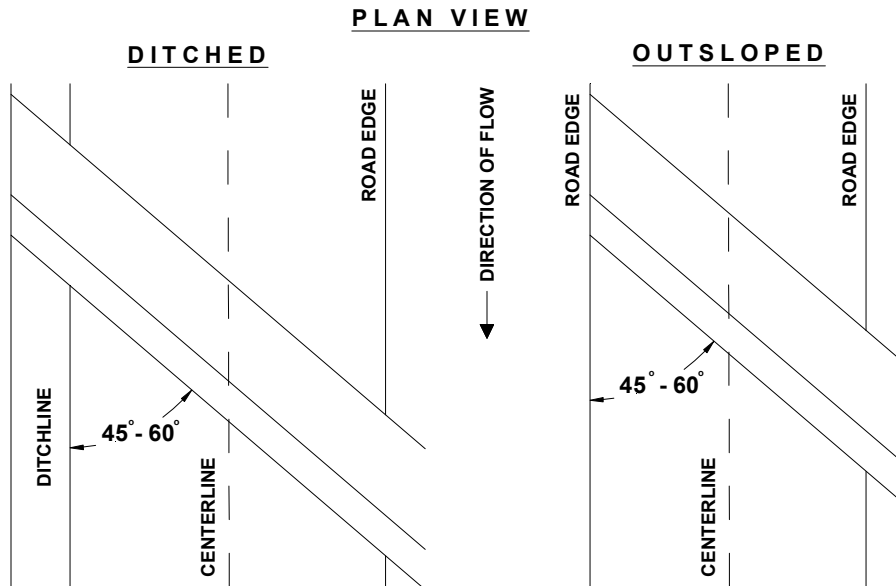 PLAN VIEW
DITCHED
OUTSLOPED
ROAD EDGE
DIRECTION OF FLOW
ROAD EDGE
ROAD EDGE
45° - 60°
45° - 60°
DITCHLINE
CENTERLINE
CENTERLINE